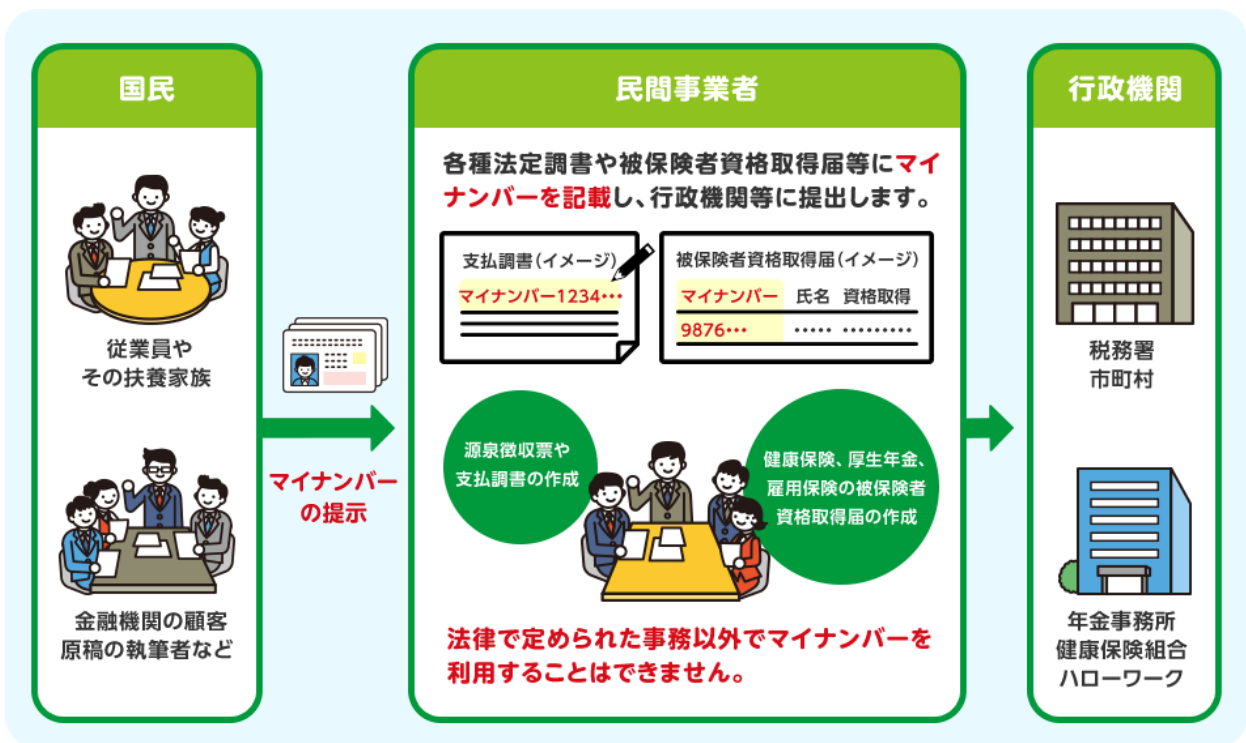 国民
従業員や
その扶養家族
金融機関の顧客
原稿の執筆者など
マイナンバー
の提示
民間事業者
各種法定調書や被保険者資格取得届等にマイ
ナンバーを記載し、行政機関等に提出します。
支払調書(イメージ)
マイナンバー1234…
被保険者資格取得届(イメージ)
マイナンバー 氏名 資格取得
9876… ‥‥‥ ‥‥‥‥‥
源泉徴収票や
支払調書の作成
健康保険、厚生年金、
雇用保険の被保険者
資格取得届の作成
法律で定められた事務以外でマイナンバーを
利用することはできません。
行政機関
税務署
市町村
年金事務所
健康保険組合
ハローワーク